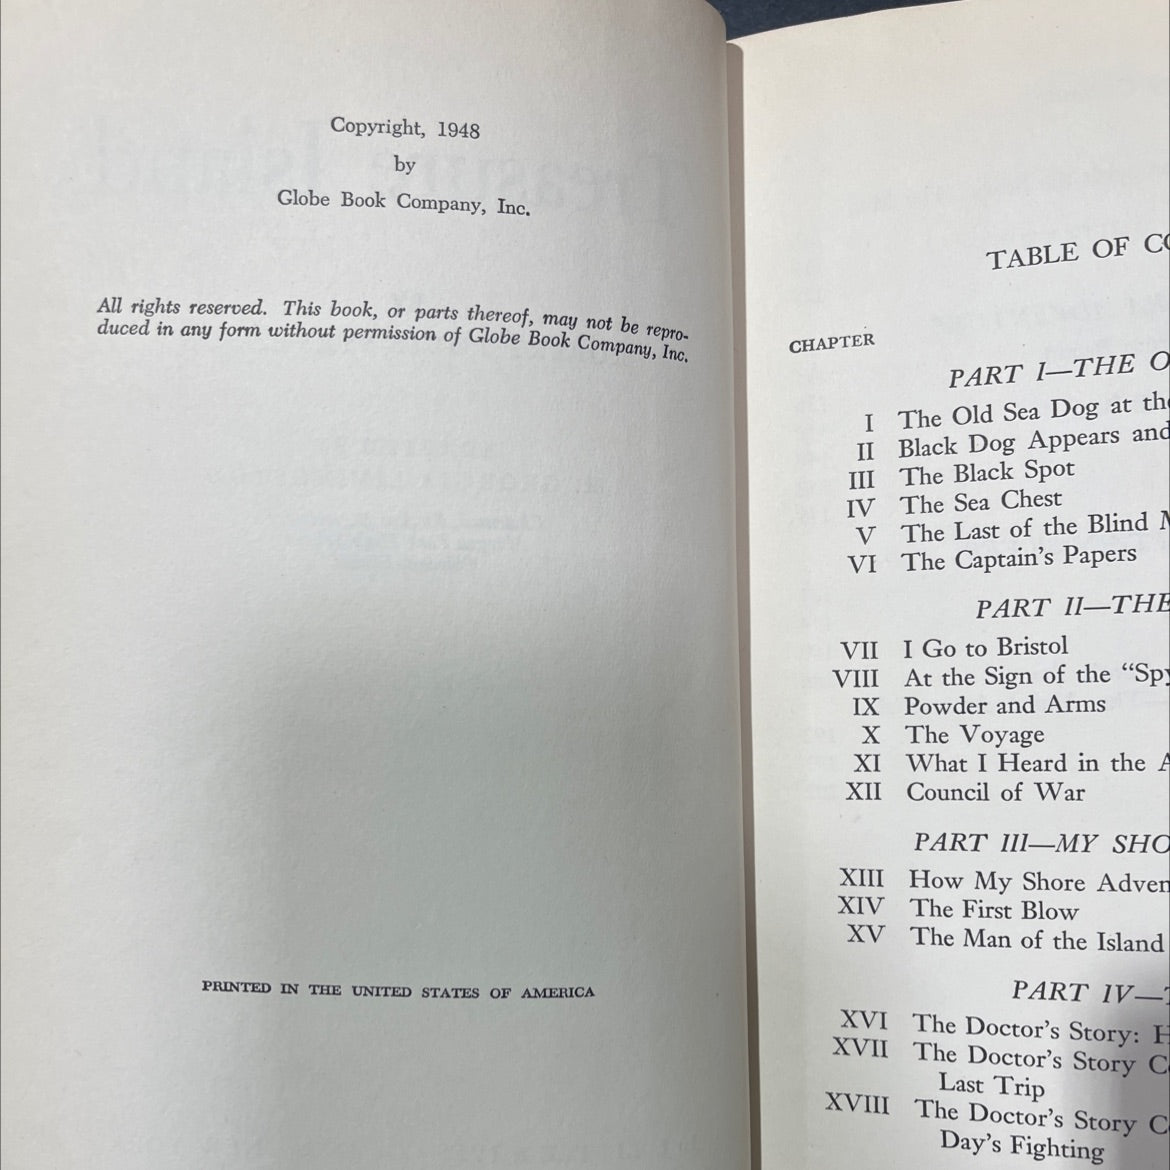 Copyright, 1948
by
Globe Book Company, Inc.
All rights reserved. This book, or parts thereof, may not be repro-
duced in any form without permission of Globe Book Company, Inc.
PRINTED IN THE UNITED STATES OF AMERICA
TABLE OF CO
CHAPTER
PART I—THE O
I The Old Sea Dog at the
II Black Dog Appears and
III The Black Spot
IV The Sea Chest
V The Last of the Blind M
VI The Captain's Papers
PART II—THE
VII I Go to Bristol
VIII At the Sign of the “Spy
IX Powder and Arms
X The Voyage
XI What I Heard in the A
XII Council of War
PART III—MY SHO
XIII How My Shore Adven
XIV The First Blow
XV The Man of the Island
PART IV—T
XVI The Doctor's Story: H
XVII The Doctor's Story C
Last Trip
XVIII The Doctor's Story C
Day's Fighting